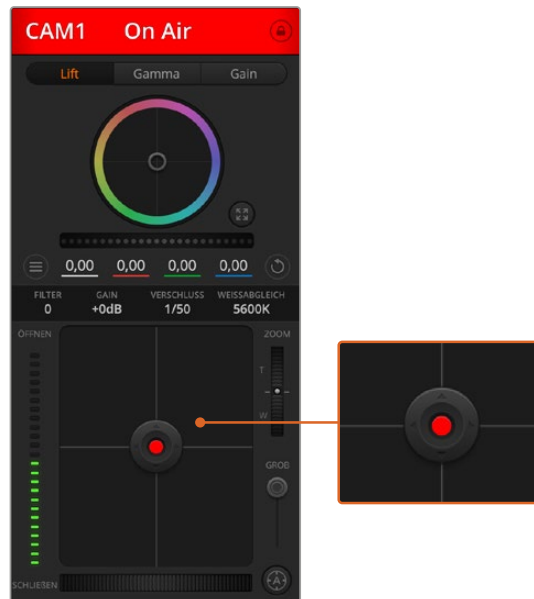 CAM1 On Air
Lift Gamma Gain
0,00 0,00 0,00 0,00
FILTER GAIN VERSCHLUSS WEISSABGLEICH
0 +0dB 1/50 5600K
ÖFFNEN ZOOM
T
W
GROB
SCHLIEẞEN A